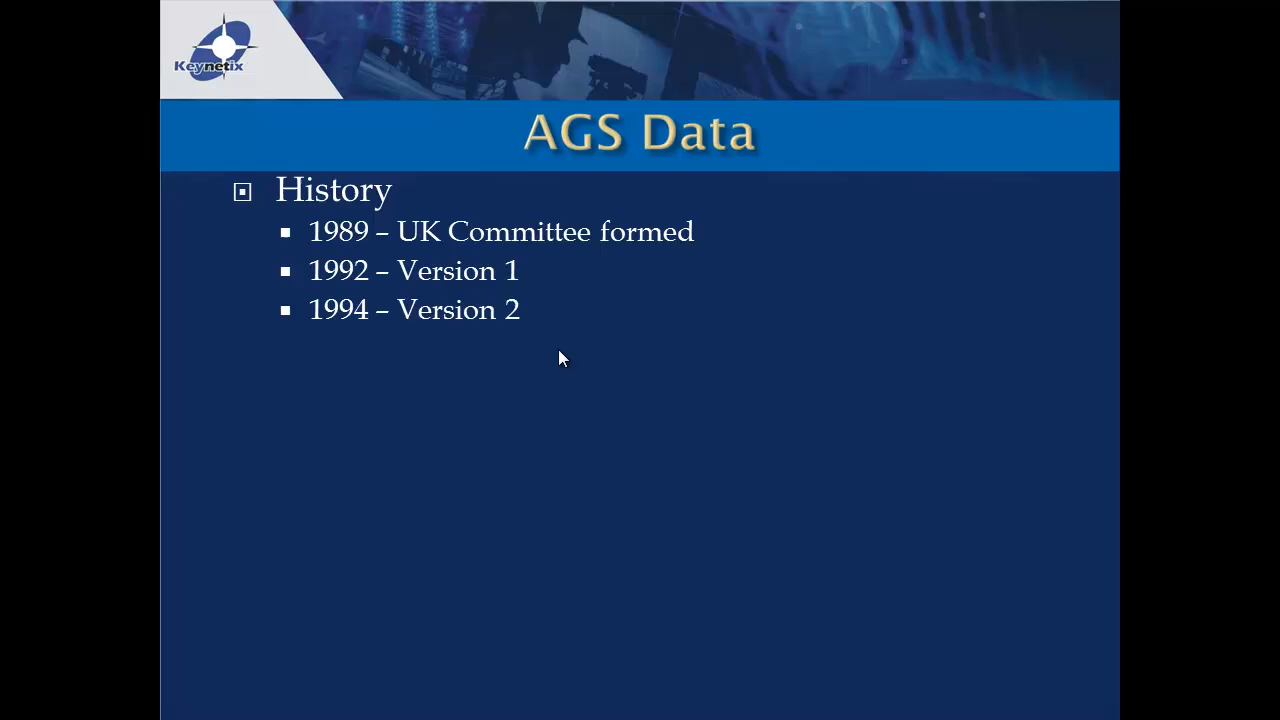 Keynetix
AGS Data
History
1989 – UK Committee formed
1992 – Version 1
1994 – Version 2